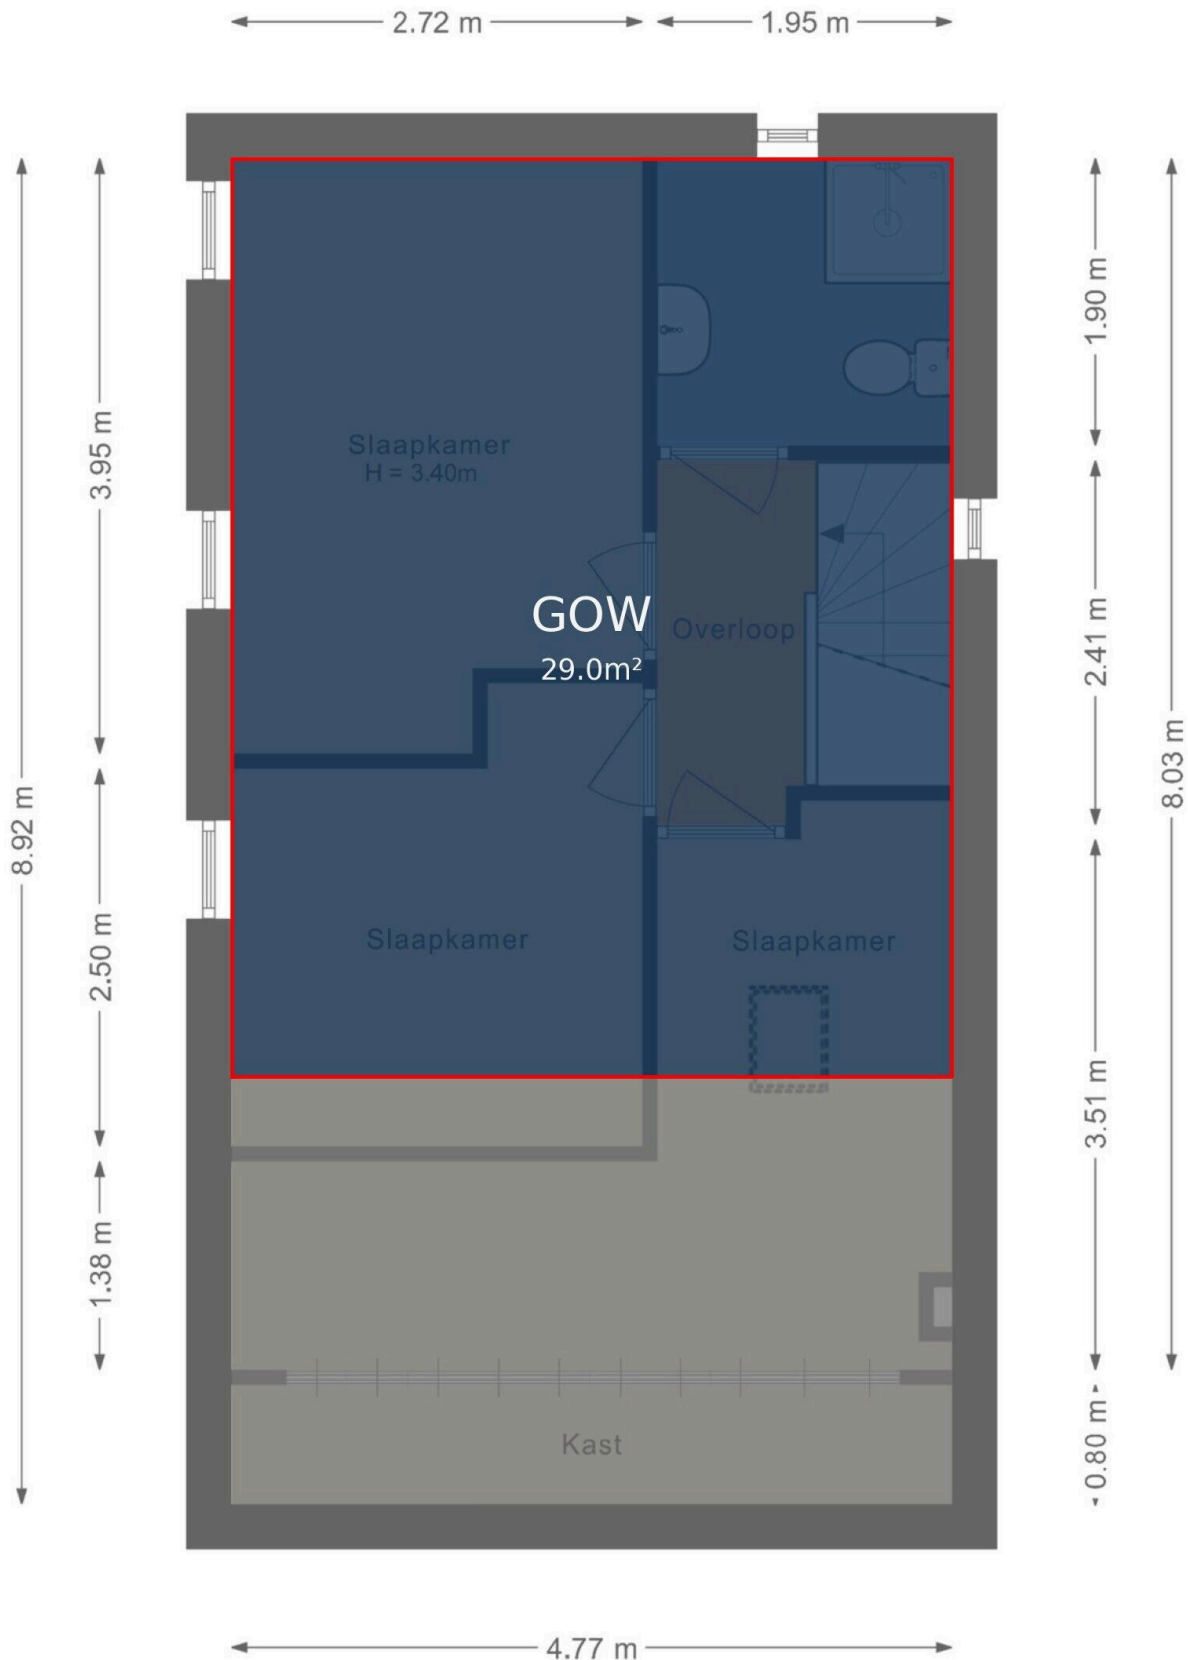 2.72 m
1.95 m
1.90 m
3.95 m
Slaapkamer
H = 3.40m
GOW
Overloop
29.0m²
2.41 m
8.03 m
8.92 m
2.50 m
Slaapkamer
Slaapkamer
3.51 m
1.38 m
0.80 m
Kast
4.77 m